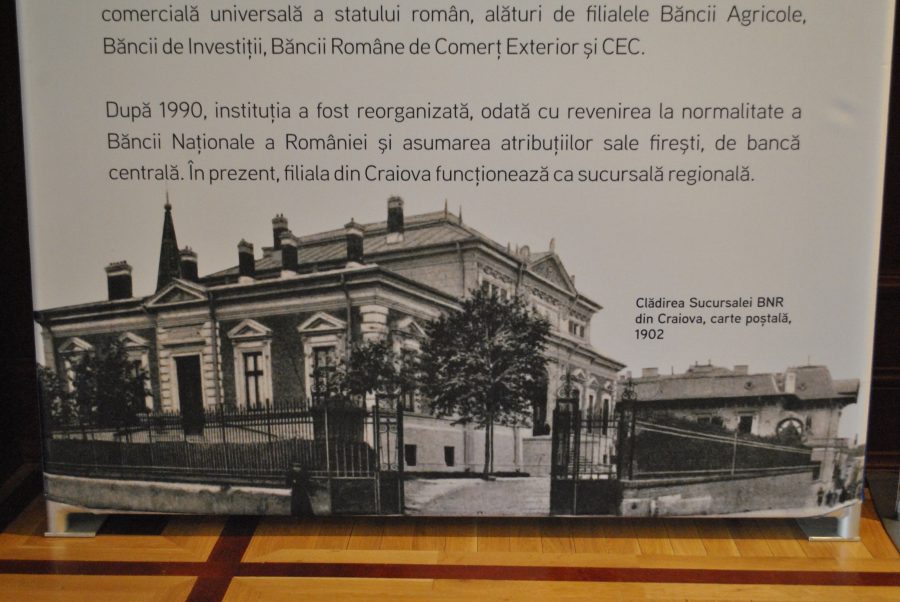 comercială universală a statului român, alături de filialele Băncii Agricole,
Băncii de Investiții, Băncii Române de Comerț Exterior și CEC.
După 1990, instituția a fost reorganizată, odată cu revenirea la normalitate a
Băncii Naționale a României și asumarea atribuțiilor sale firești, de bancă
centrală. În prezent, filiala din Craiova funcționează ca sucursală regională.
Clădirea Sucursalei BNR
din Craiova, carte poștală,
1902